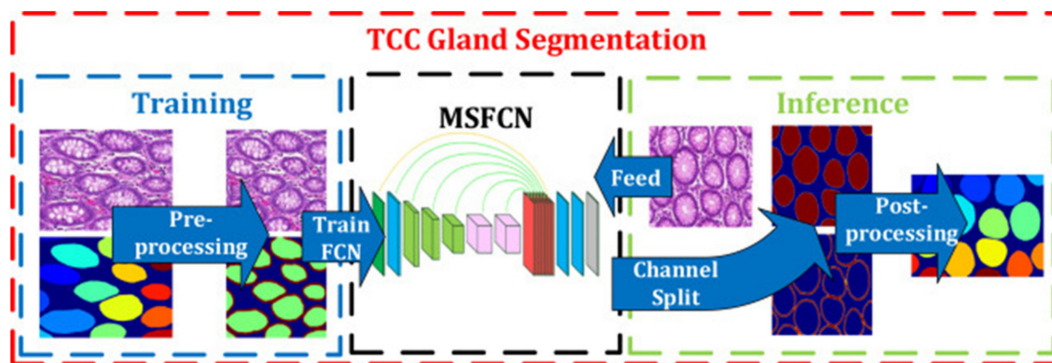 TCC Gland Segmentation
Training
Pre-
processing
Train
FCN
MSFCN
Inference
Feed
Channel
Split
Post-
processing